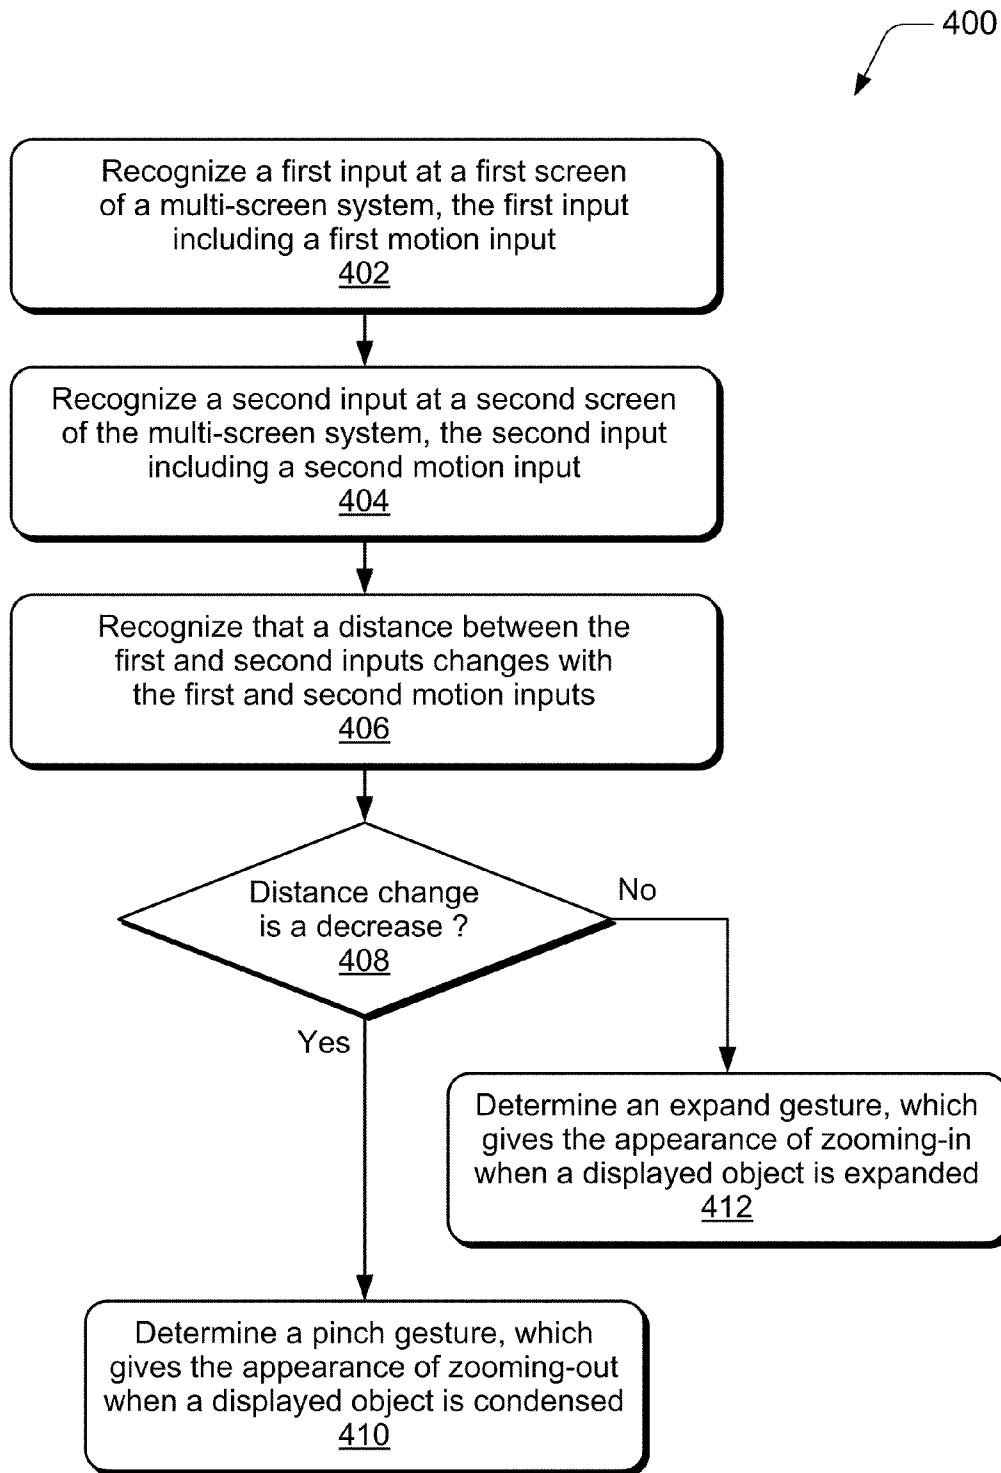 400
Recognize a first input at a first screen
of a multi-screen system, the first input
including a first motion input
402
Recognize a second input at a second screen
of the multi-screen system, the second input
including a second motion input
404
Recognize that a distance between the
first and second inputs changes with
the first and second motion inputs
406
Distance change
is a decrease ?
408
No
Yes
Determine an expand gesture, which
gives the appearance of zooming-in
when a displayed object is expanded
412
Determine a pinch gesture, which
gives the appearance of zooming-out
when a displayed object is condensed
410